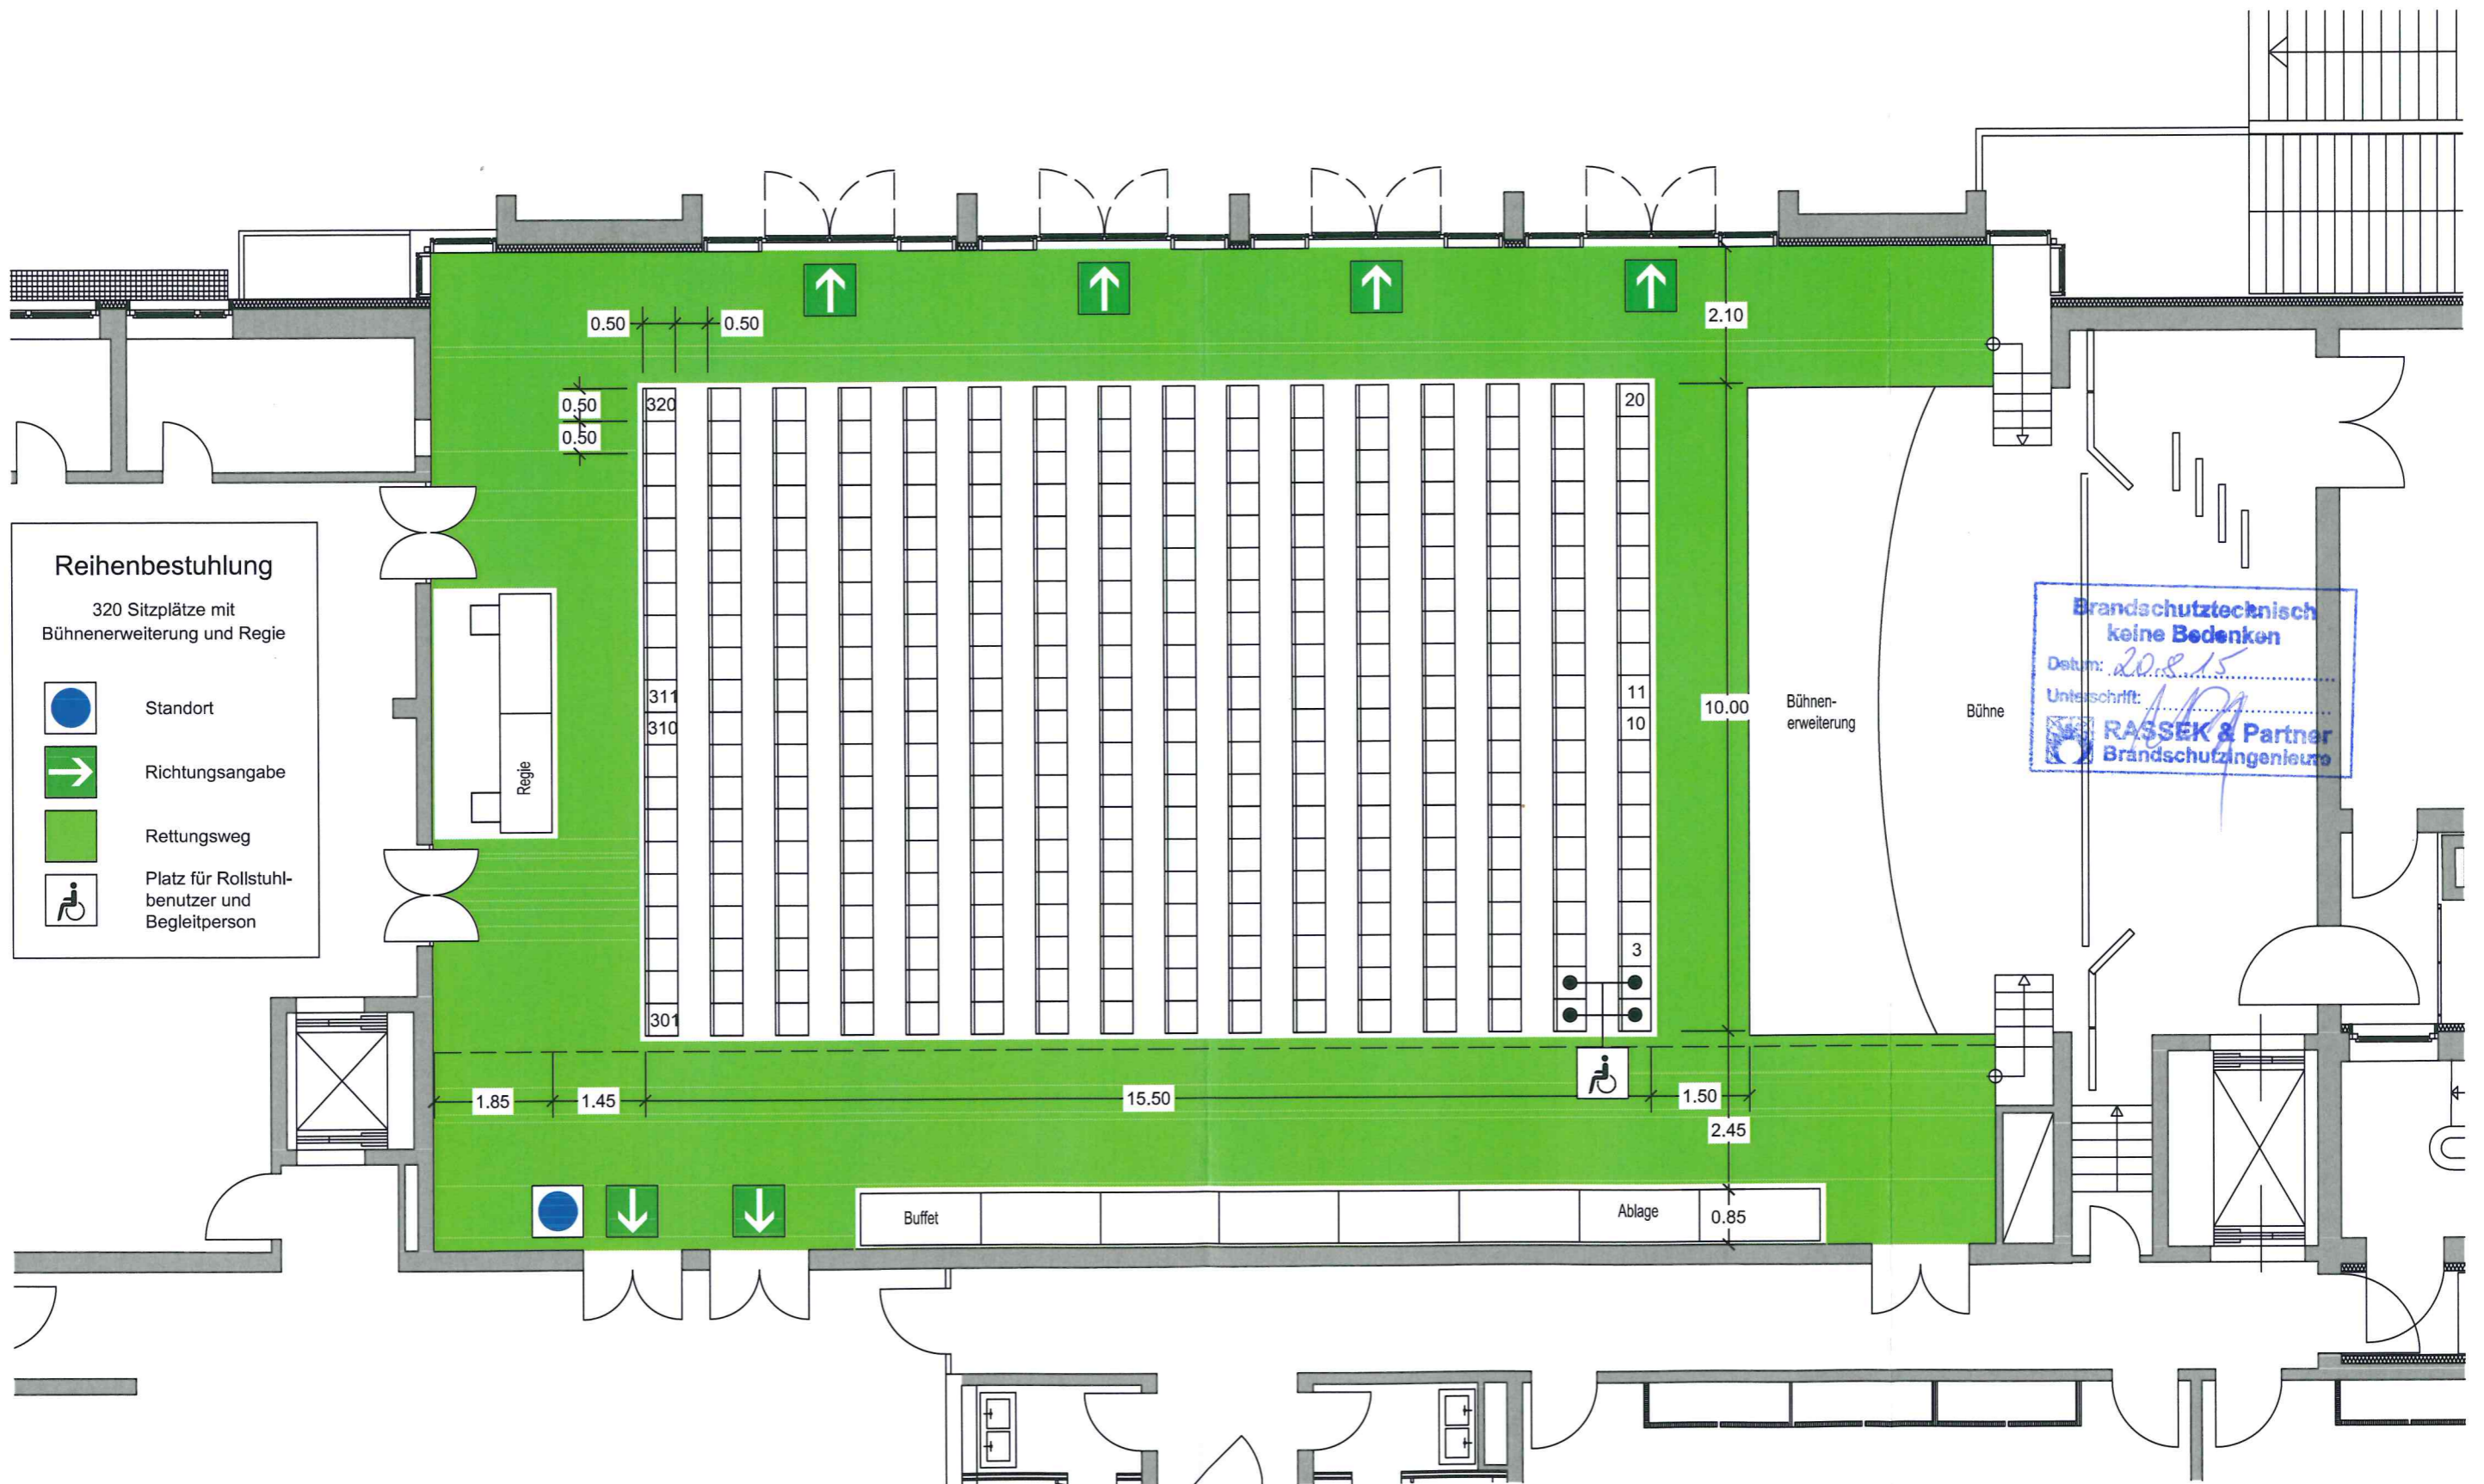 0.50
0.50
2.10
0.50
0.50
320
20
Reihenbestuhlung
320 Sitzplätze mit
Bühnenerweiterung und Regie
Standort
Richtungsangabe
Rettungsweg
Platz für Rollstuhl-
benutzer und
Begleitperson
Regie
311
310
11
10
10.00
Bühnen-
erweiterung
Bühne
Brandschutztechnisch
keine Bedenken
Datum: 20.8.15
Unterschrift:
RASSEK & Partner
Brandschutzingenieure
3
301
1.85
1.45
15.50
1.50
2.45
Buffet
Ablage
0.85